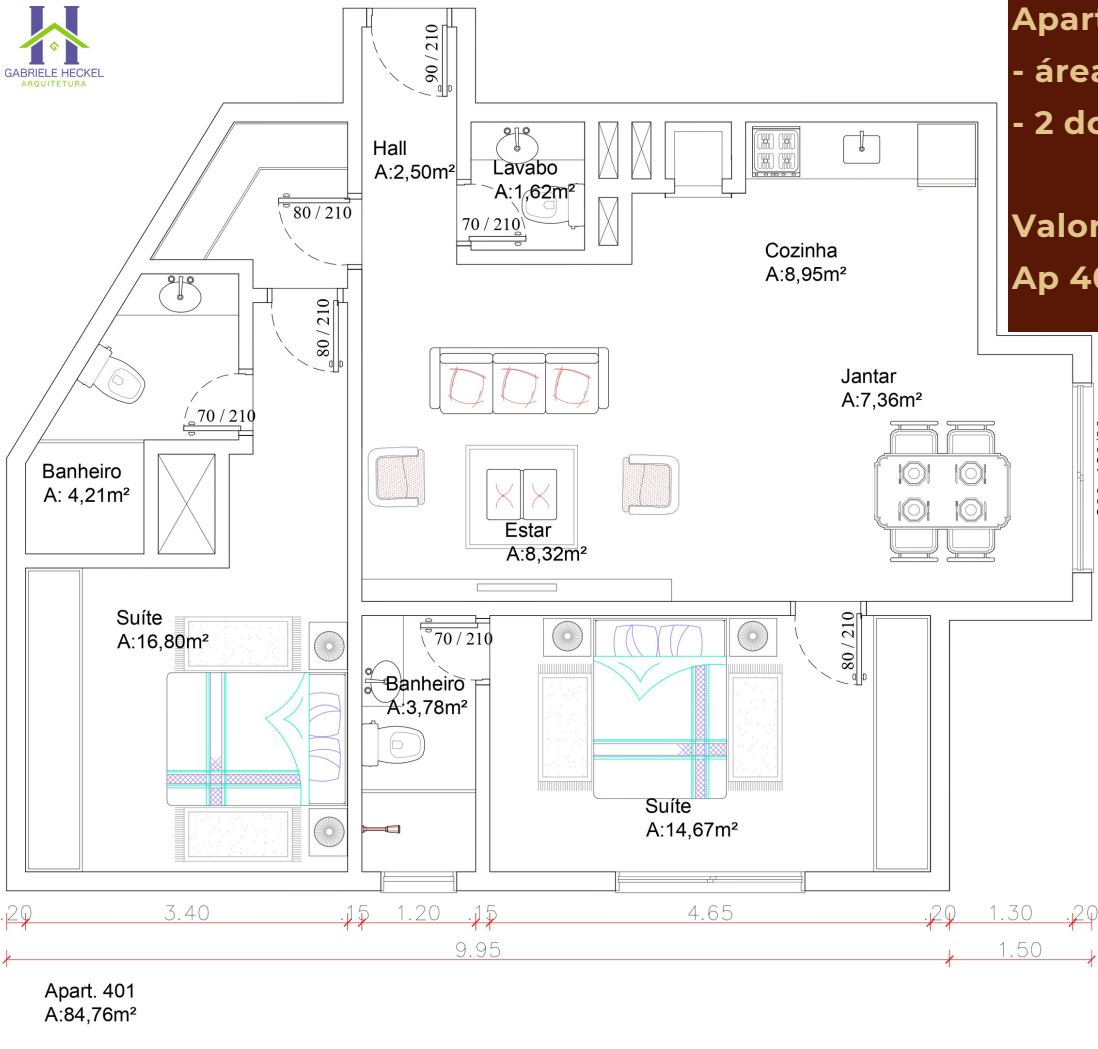 GABRIELE HECKEL
ARQUITETURA
Apart
- área
- 2 do
Valor
Ap 40
90 / 210
Hall
A:2,50m²
Lavabo
A:1,62m²
80 / 210
70 / 210
Cozinha
A:8,95m²
80 / 210
Jantar
A:7,36m²
70 / 210
Banheiro
A: 4,21m²
Estar
A:8,32m²
Suíte
A:16,80m²
70 / 210
80 / 210
Banheiro
A:3,78m²
Suíte
A:14,67m²
.20 3.40 .15 1.20 .15 4.65 .20 1.30 .20
9.95 1.50
Apart. 401
A:84,76m²